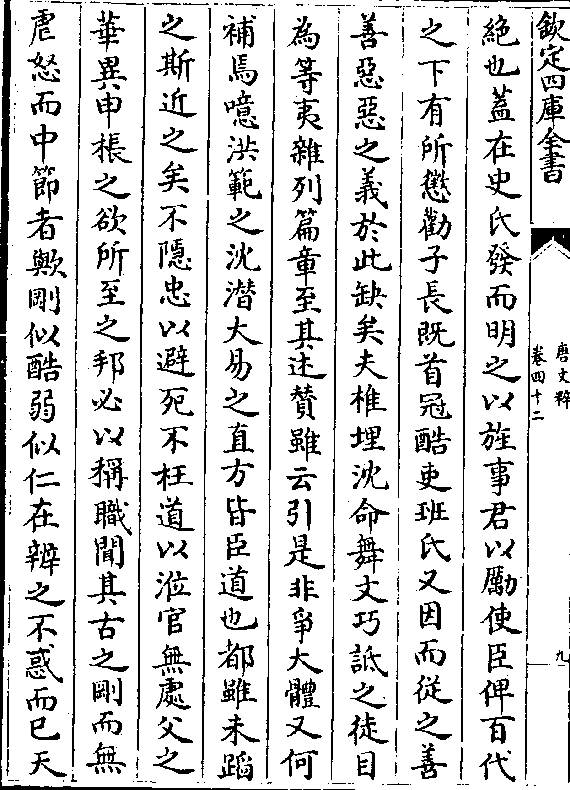 欽定四庫全書
唐文粹
卷四十二
九
絶也蓋在史氏發而明之以旌事君以勵使臣俾百代
之下有所懲勸子長既首冠酷吏班氏又因而從之善
善惡惡之義於此缺矣夫椎埋沈命舞文巧詆之徒目
為等夷雜列篇章至其述贊雖云引是非爭大體又何
補焉噫洪範之沈潛大易之直方皆臣道也都雖未蹈
之斯近之矣不隱忠以避死不枉道以涖官無處父之
華異申棖之欲所至之邦必以稱職聞其古之剛而無
虐怒而中節者歟剛似酷弱似仁在辨之不惑而已天